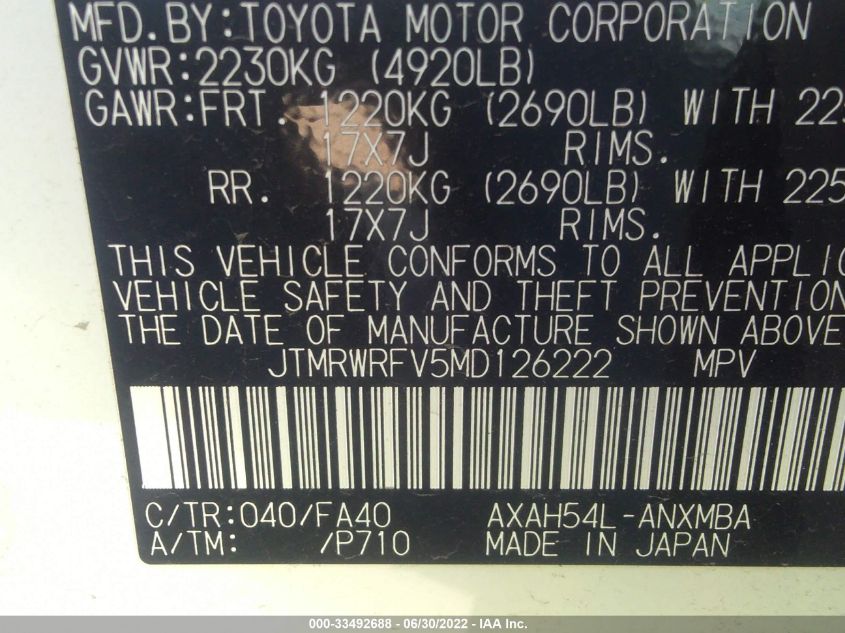 MFD.BY:TOYOTA MOTOR CORPORATION
GVWR:2230KG (4920LB)
GAWR:FRT. 1220KG (2690LB) WITH 225
17X7J RIMS.
RR. 1220KG (2690LB) WITH 225
17X7J RIMS.
THIS VEHICLE CONFORMS TO ALL APPLIC
VEHICLE SAFETY AND THEFT PREVENTION
THE DATE OF MANUFACTURE SHOWN ABOVE
JTMRWRFV5MD126222 MPV
C/TR:040/FA40 AXAH54L-ANXMBA
A/TM: /P710 MADE IN JAPAN
000-33492688 - 06/30/2022 - IAA Inc.